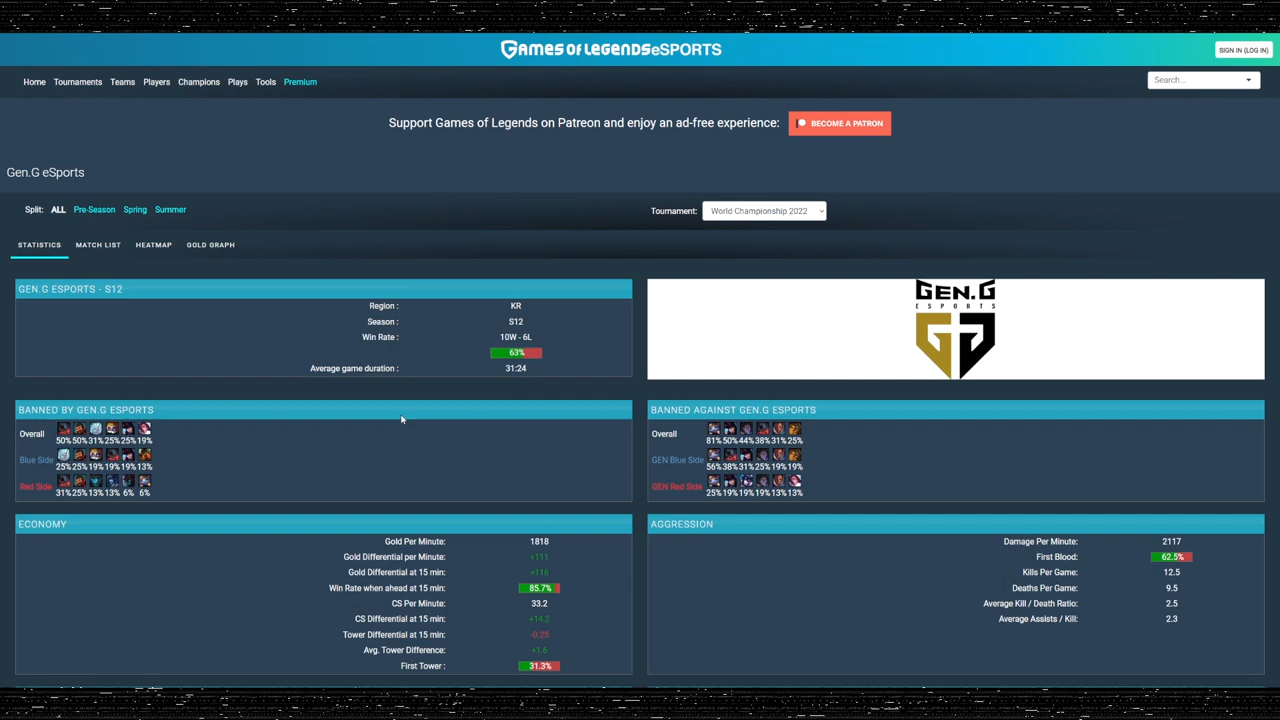 GAMES OF LEGENDS eSPORTS
SIGN IN (LOG IN)
Home Tournaments Teams Players Champions Plays Tools Premium
Search...
Support Games of Legends on Patreon and enjoy an ad-free experience: BECOME A PATRON
Gen.G eSports
Split: ALL Pre-Season Spring Summer
Tournament: World Championship 2022
STATISTICS MATCH LIST HEATMAP GOLD GRAPH
GEN.G ESPORTS - S12
Region : KR
Season : S12
Win Rate : 10W - 6L
63%
Average game duration : 31:24
GEN.G
ESPORTS
BANNED BY GEN.G ESPORTS
Overall 50% 50% 31% 25% 25% 19%
Blue Side 25% 25% 19% 19% 19% 13%
Red Side 31% 25% 13% 13% 6% 6%
BANNED AGAINST GEN.G ESPORTS
Overall 81% 50% 44% 38% 31% 25%
GEN Blue Side 56% 38% 31% 25% 19% 19%
GEN Red Side 25% 19% 19% 19% 13% 13%
ECONOMY
Gold Per Minute: 1818
Gold Differential per Minute: +111
Gold Differential at 15 min: +116
Win Rate when ahead at 15 min: 85.7%
CS Per Minute: 33.2
CS Differential at 15 min: +14.2
Tower Differential at 15 min: -0.25
Avg. Tower Difference: +1.6
First Tower : 31.3%
AGGRESSION
Damage Per Minute: 2117
First Blood: 62.5%
Kills Per Game: 12.5
Deaths Per Game: 9.5
Average Kill / Death Ratio: 2.5
Average Assists / Kill: 2.3